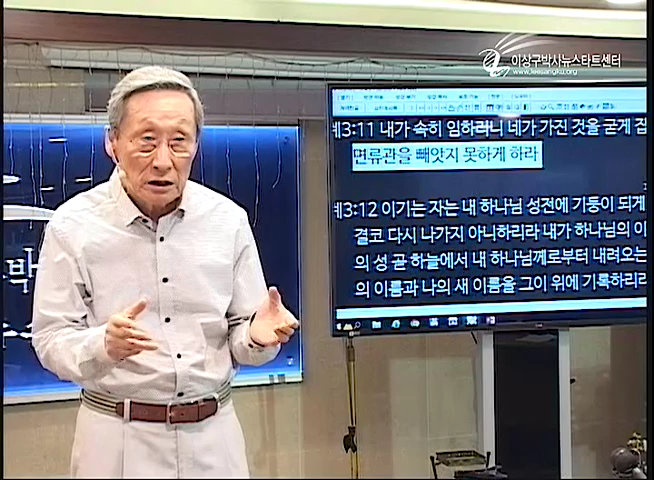 이상구박사뉴스타트센터
www.leesangku.org
계3:11 내가 속히 임하러니 네가 가진 것을 굳게 잡
면류관을 빼앗지 못하게 하라
계3:12 이기는 자는 내 하나님 성전에 기둥이 되게
결코 다시 나가지 아니하리라 내가 하나님의 이
의 성 곧 하늘에서 내 하나님께로부터 내려오는
의 이름과 나의 새 이름을 그이 위에 기록하리라
박